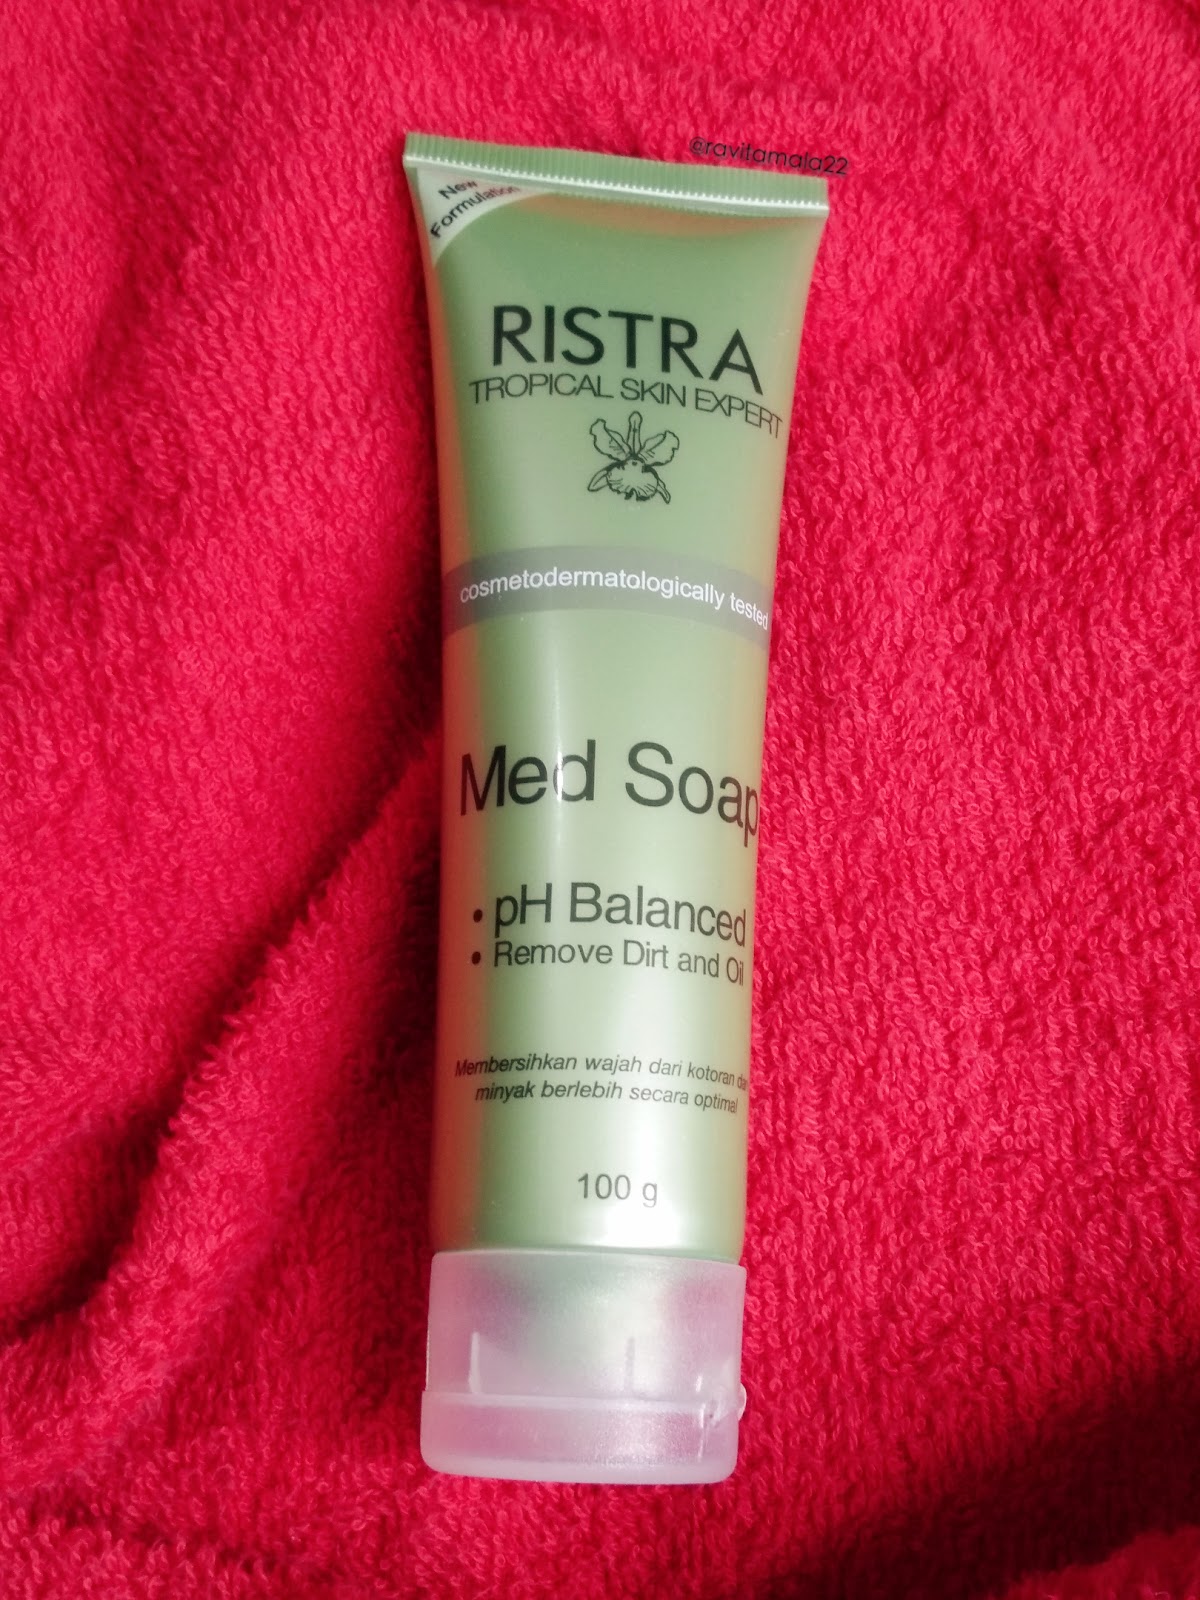 @ravitamala22
New
Formulation
RISTRA
TROPICAL SKIN EXPERT
cosmetodermatologically tested
Med Soap
• pH Balanced
• Remove Dirt and Oil
Membersihkan wajah dari kotoran dan
minyak berlebih secara optimal
100 g